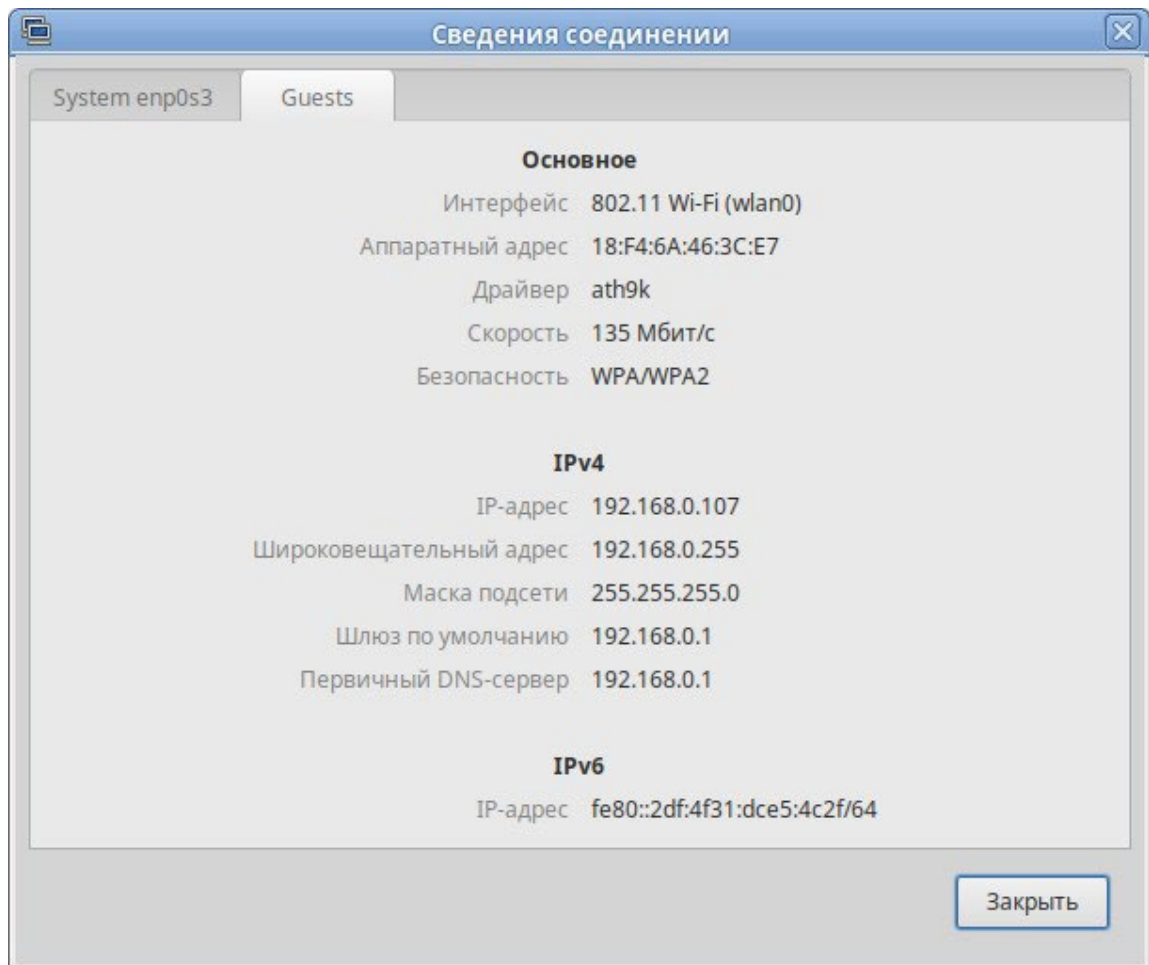 Сведения соединении
System enp0s3 Guests
Основное
Интерфейс 802.11 Wi-Fi (wlan0)
Аппаратный адрес 18:F4:6A:46:3C:E7
Драйвер ath9k
Скорость 135 Мбит/с
Безопасность WPA/WPA2
IPv4
IP-адрес 192.168.0.107
Широковещательный адрес 192.168.0.255
Маска подсети 255.255.255.0
Шлюз по умолчанию 192.168.0.1
Первичный DNS-сервер 192.168.0.1
IPv6
IP-адрес fe80::2df:4f31:dce5:4c2f/64
Закрыть